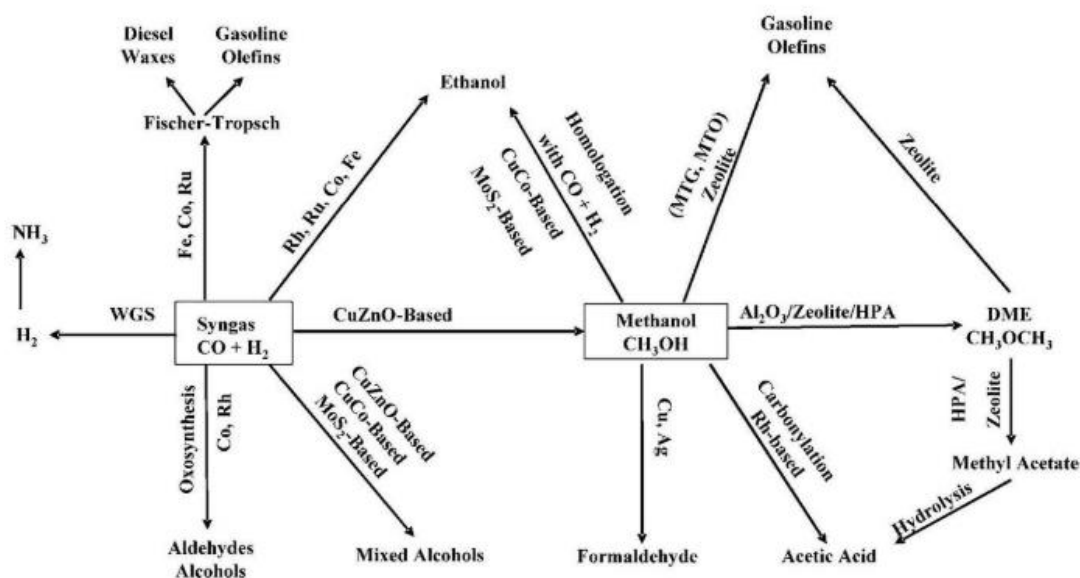 Diesel
Waxes
Gasoline
Olefins
Gasoline
Olefins
Ethanol
Fischer-Tropsch
Fe, Co, Ru
Rh, Ru, Co, Fe
Homologation
with CO + H₂
CuCo-Based
MoS₂-Based
(MTG, MTO)
Zeolite
Zeolite
NH₃
H₂
WGS
Syngas
CO + H₂
CuZnO-Based
Methanol
CH₃OH
Al₂O₃/Zeolite/HPA
DME
CH₃OCH₃
Oxosynthesis
Co, Rh
CuZnO-Based
CuCo-Based
MoS₂-Based
Cu, Ag
Carbonylation
Rh-based
HPA/
Zeolite
Methyl Acetate
Hydrolysis
Aldehydes
Alcohols
Mixed Alcohols
Formaldehyde
Acetic Acid